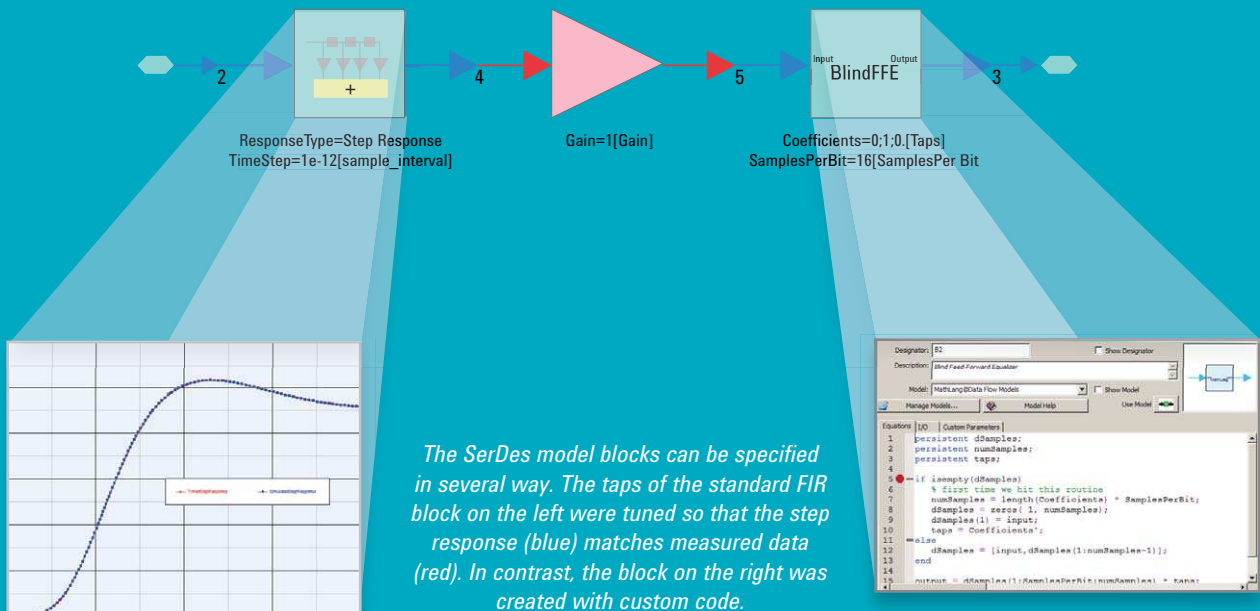 2
4
5
3
+
Input
Output
BlindFFE
ResponseType=Step Response
TimeStep=1e-12[sample_interval]
Gain=1[Gain]
Coefficients=0;1;0.[Taps]
SamplesPerBit=16[SamplesPer Bit
The SerDes model blocks can be specified
in several way. The taps of the standard FIR
block on the left were tuned so that the step
response (blue) matches measured data
(red). In contrast, the block on the right was
created with custom code.
Designator: B2
Show Designator
Description: Blind Feed-Forward Equalizer
Model: MathLang@Data Flow Models
Show Model
Manage Models...
Model Help
Use Model
Equations
I/O
Custom Parameters
1 persistent dSamples;
2 persistent numSamples;
3 persistent taps;
4
5 if isempty(dSamples)
6 % first time we hit this routine
7 numSamples = length(Coefficients) * SamplesPerBit;
8 dSamples = zeros( 1, numSamples);
9 dSamples(1) = input;
10 taps = Coefficients';
11 else
12 dSamples = [input,dSamples(1:numSamples-1)];
13 end
14
15 output = dSamples(1:SamplesPerBit:numSamples) * taps;